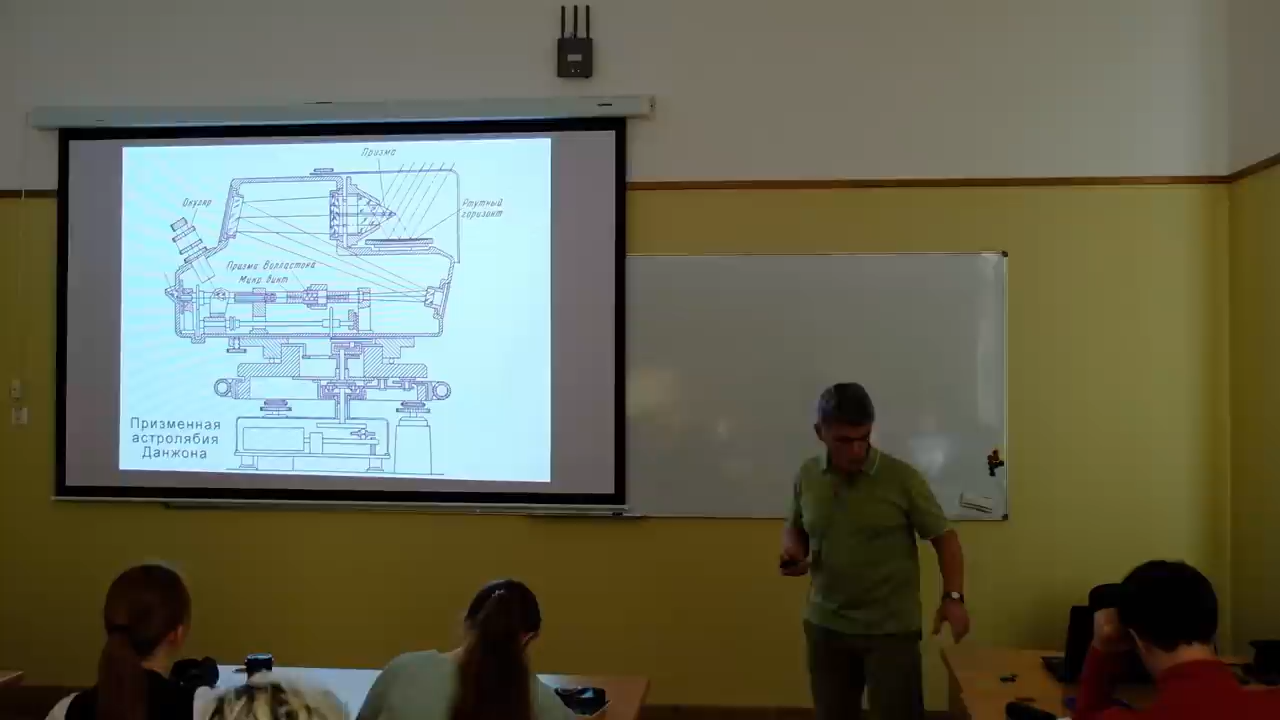 Призма
Окуляр
Ртутный
горизонт
Призма Волластона
Микр винт
Призменная
астролябия
Данжона